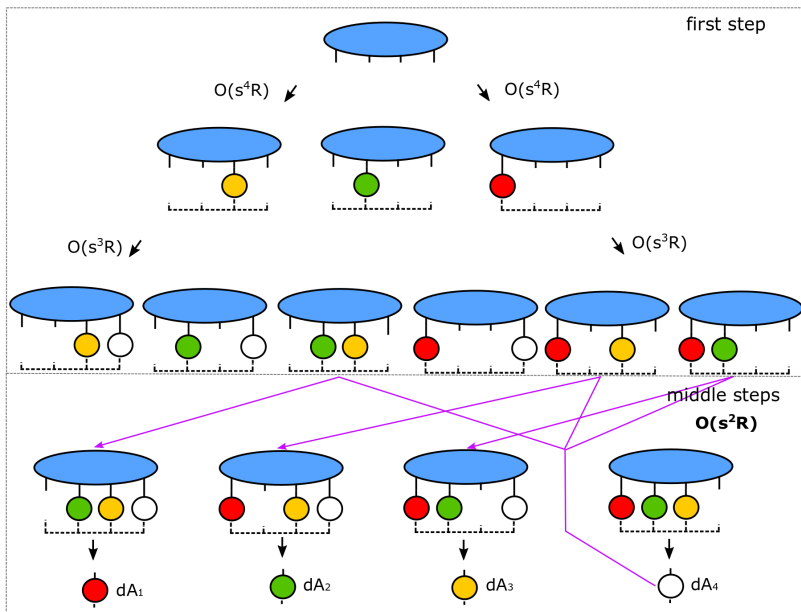 first step
O(s⁴R)
O(s⁴R)
O(s³R)
O(s³R)
middle steps
O(s²R)
dA₁
dA₂
dA₃
dA₄